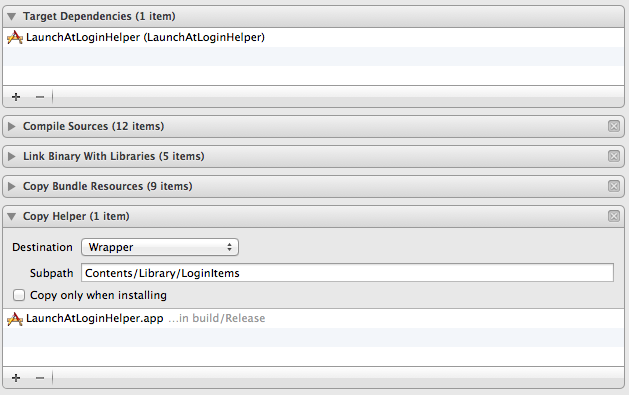 Target Dependencies (1 item)
LaunchAtLoginHelper (LaunchAtLoginHelper)
Compile Sources (12 items)
Link Binary With Libraries (5 items)
Copy Bundle Resources (9 items)
Copy Helper (1 item)
Destination Wrapper
Subpath Contents/Library/LoginItems
Copy only when installing
LaunchAtLoginHelper.app ...in build/Release